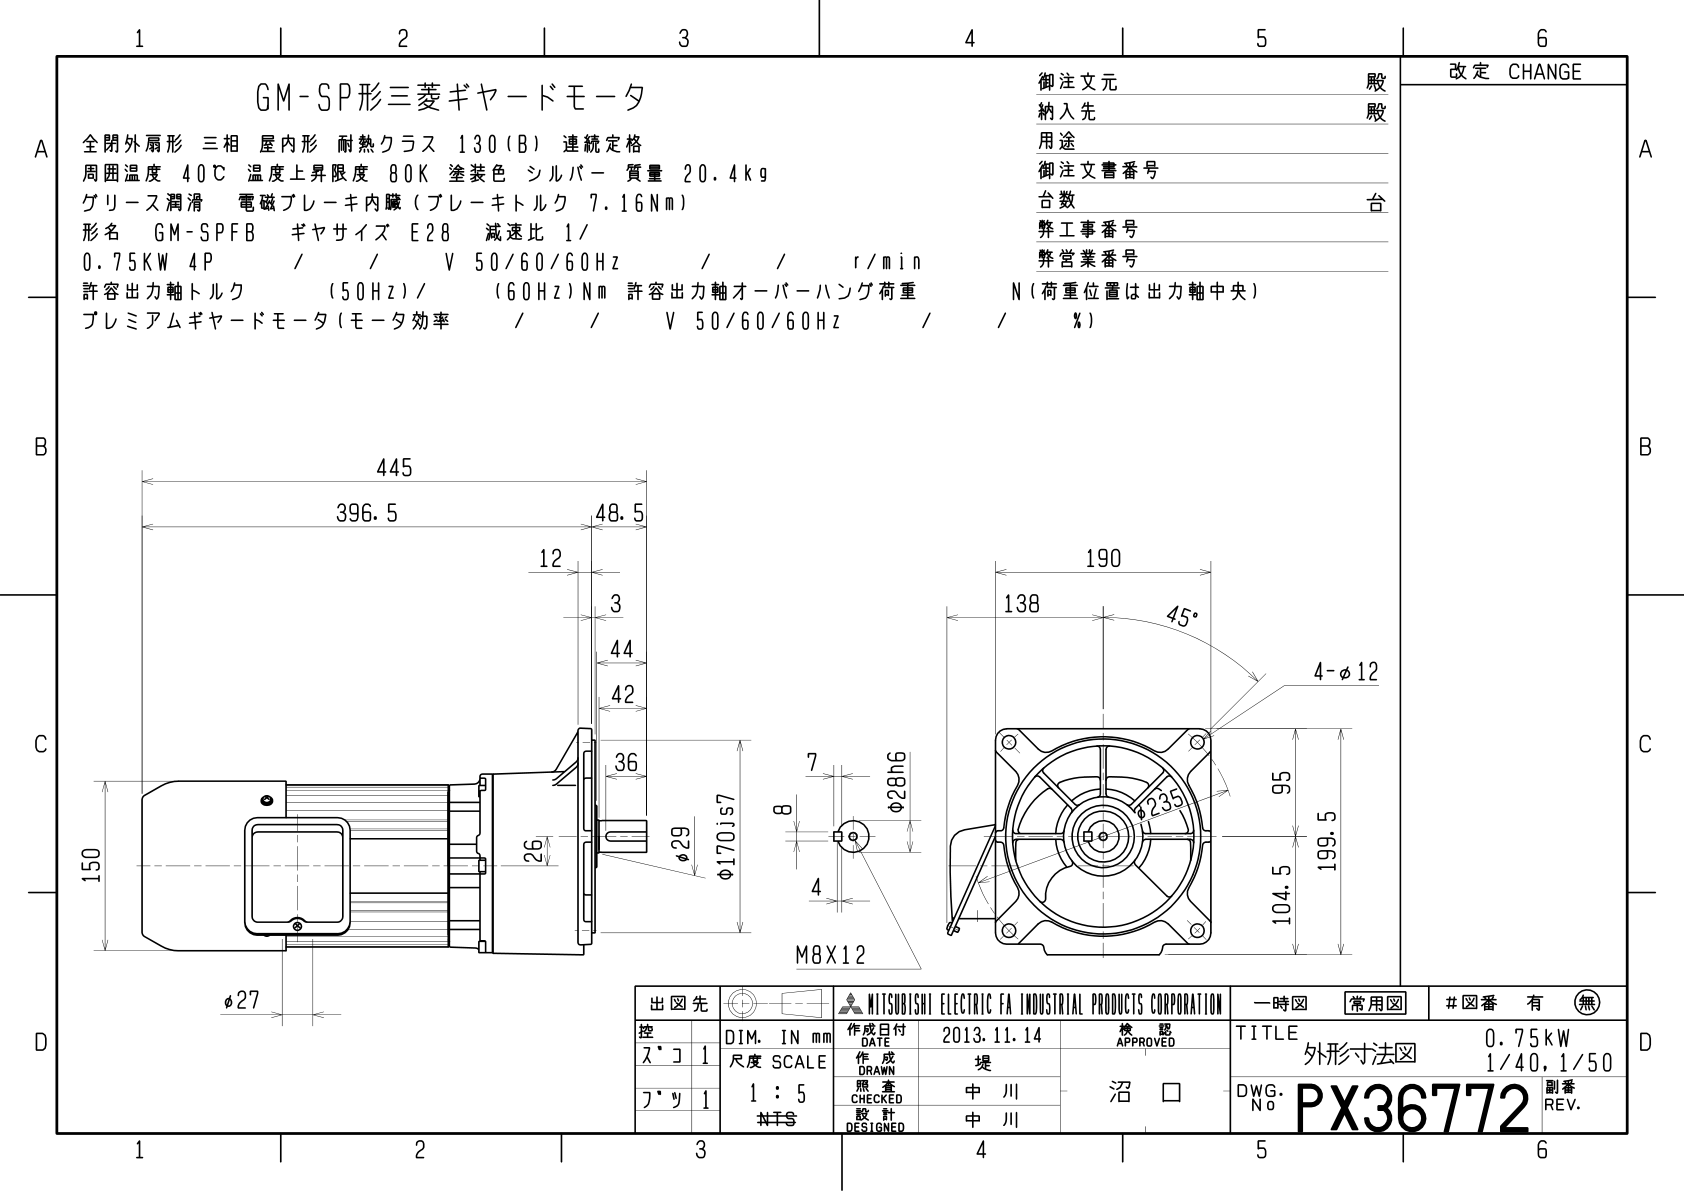 1 2 3 4 5 6
改定 CHANGE
GM-SP形三菱ギヤードモータ
全閉外扇形 三相 屋内形 耐熱クラス 130(B) 連続定格
周囲温度 40℃ 温度上昇限度 80K 塗装色 シルバー 質量 20.4kg
グリース潤滑 電磁ブレーキ内臓(ブレーキトルク 7.16Nm)
形名 GM-SPFB ギヤサイズ E28 減速比 1/
0.75KW 4P / / V 50/60/60Hz / / r/min
許容出力軸トルク (50Hz)/ (60Hz)Nm 許容出力軸オーバーハング荷重 N(荷重位置は出力軸中央)
プレミアムギヤードモータ(モータ効率 / / V 50/60/60Hz / / %)
御注文元 殿
納入先 殿
用途
御注文書番号
台数 台
弊工事番号
弊営業番号
A A
B B
C C
D D
445
396.5 48.5
12
3
44
42
36
150
26
φ29
φ170js7
φ27
7
8
φ28h6
4
M8X12
190
138
45°
4-φ12
φ235
95
199.5
104.5
出図先
MITSUBISHI ELECTRIC FA INDUSTRIAL PRODUCTS CORPORATION
一時図 常用図 #図番 有 無
控
ズコ 1
ブツ 1
DIM. IN mm
尺度 SCALE
1 : 5
NTS
作成日付 DATE 2013.11.14
作成 DRAWN 堤
照査 CHECKED 中川
設計 DESIGNED 中川
検認 APPROVED
沼口
TITLE
外形寸法図
0.75kW
1/40,1/50
DWG. No PX36772
副番 REV.
1 2 3 4 5 6